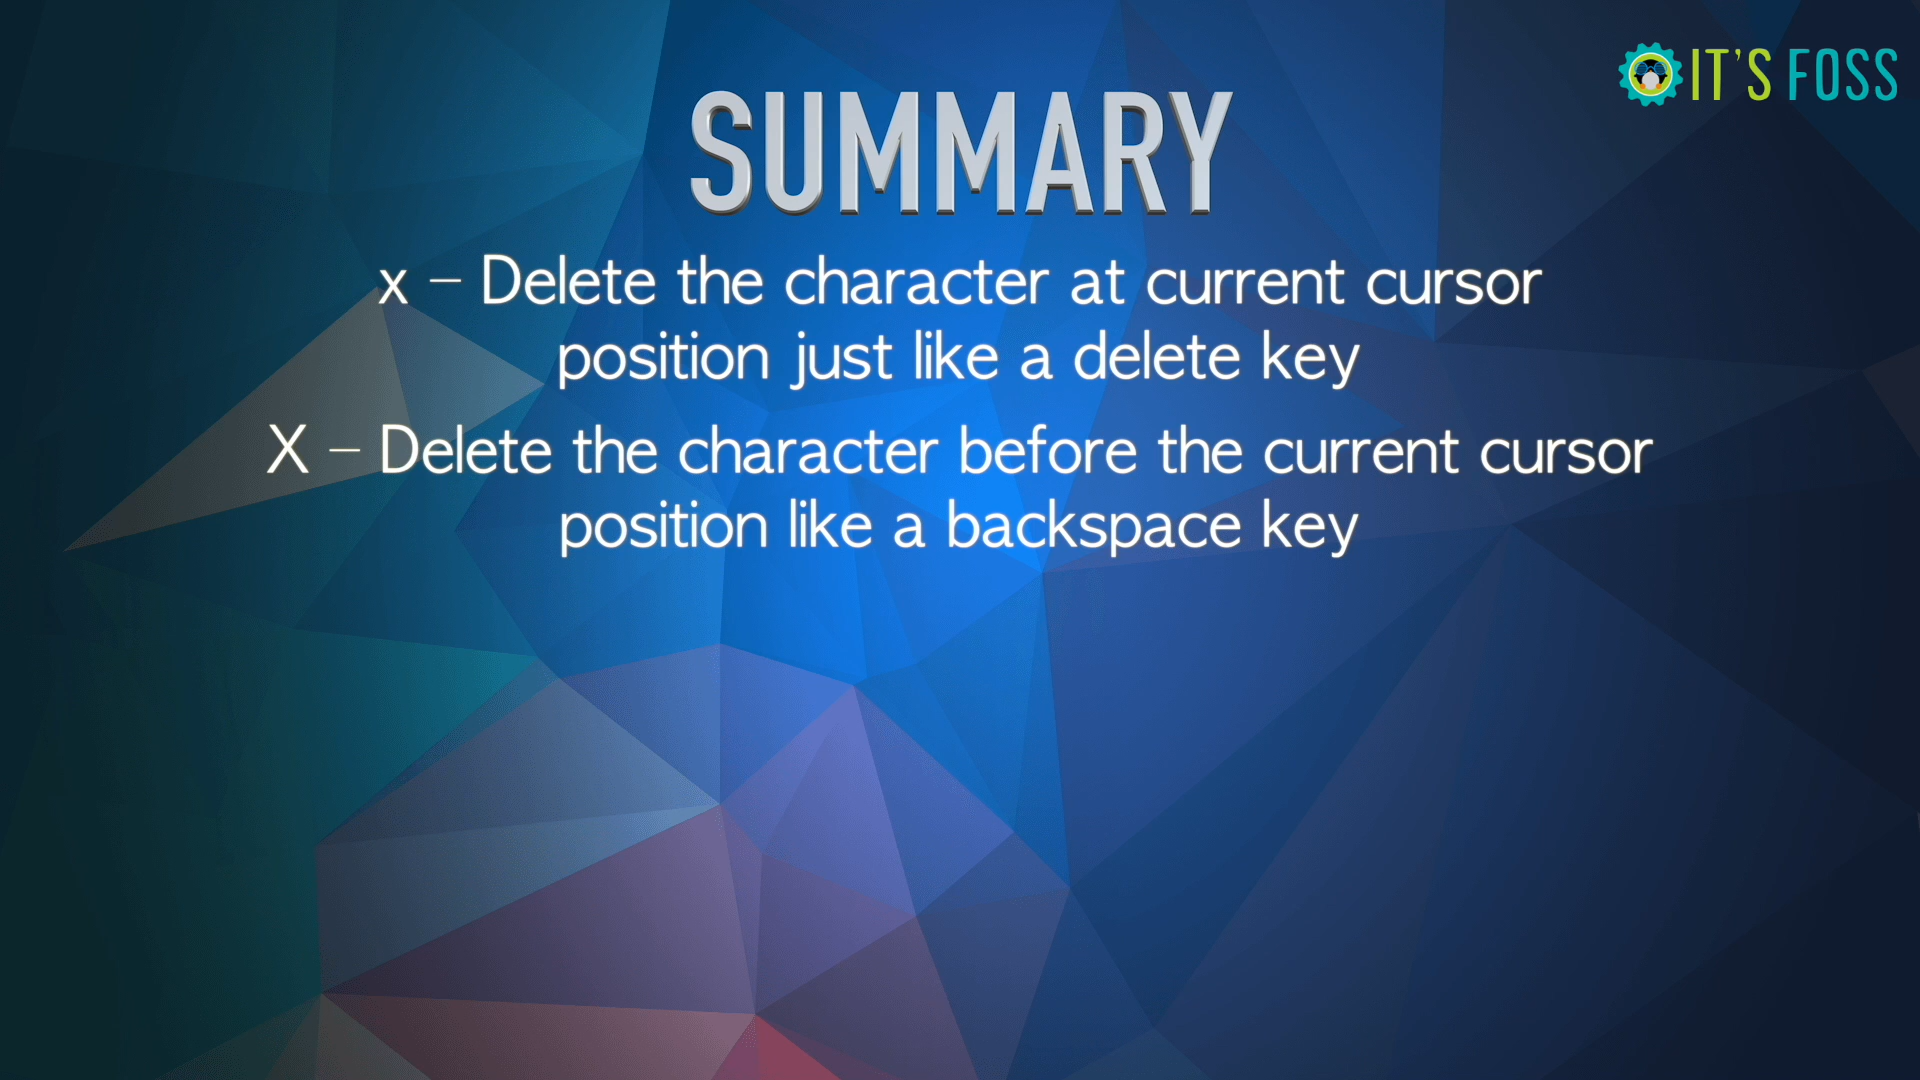 IT'S FOSS
SUMMARY
x – Delete the character at current cursor
position just like a delete key
X – Delete the character before the current cursor
position like a backspace key